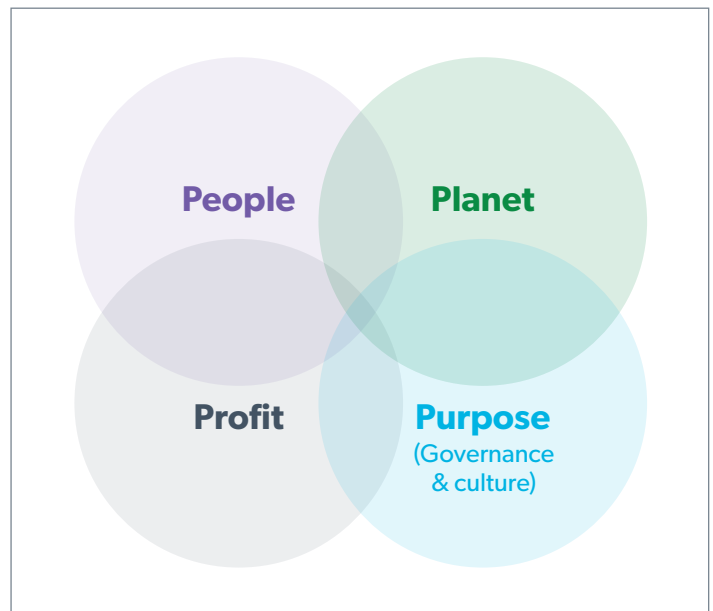 People
Planet
Profit
Purpose
(Governance
& culture)